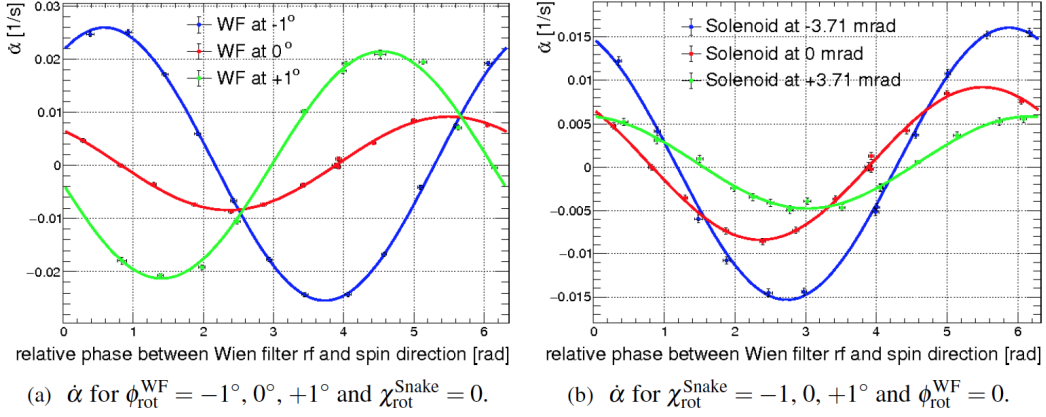 α̇ [1/s]
0.03
0.02
0.01
0
−0.01
−0.02
WF at -1°
WF at 0°
WF at +1°
0 1 2 3 4 5 6
relative phase between Wien filter rf and spin direction [rad]
(a) α̇ for ϕ_rot^WF = −1°, 0°, +1° and χ_rot^Snake = 0.
α̇ [1/s]
0.015
0.01
0.005
0
−0.005
−0.01
−0.015
Solenoid at -3.71 mrad
Solenoid at 0 mrad
Solenoid at +3.71 mrad
0 1 2 3 4 5 6
relative phase between Wien filter rf and spin direction [rad]
(b) α̇ for χ_rot^Snake = −1, 0, +1° and ϕ_rot^WF = 0.